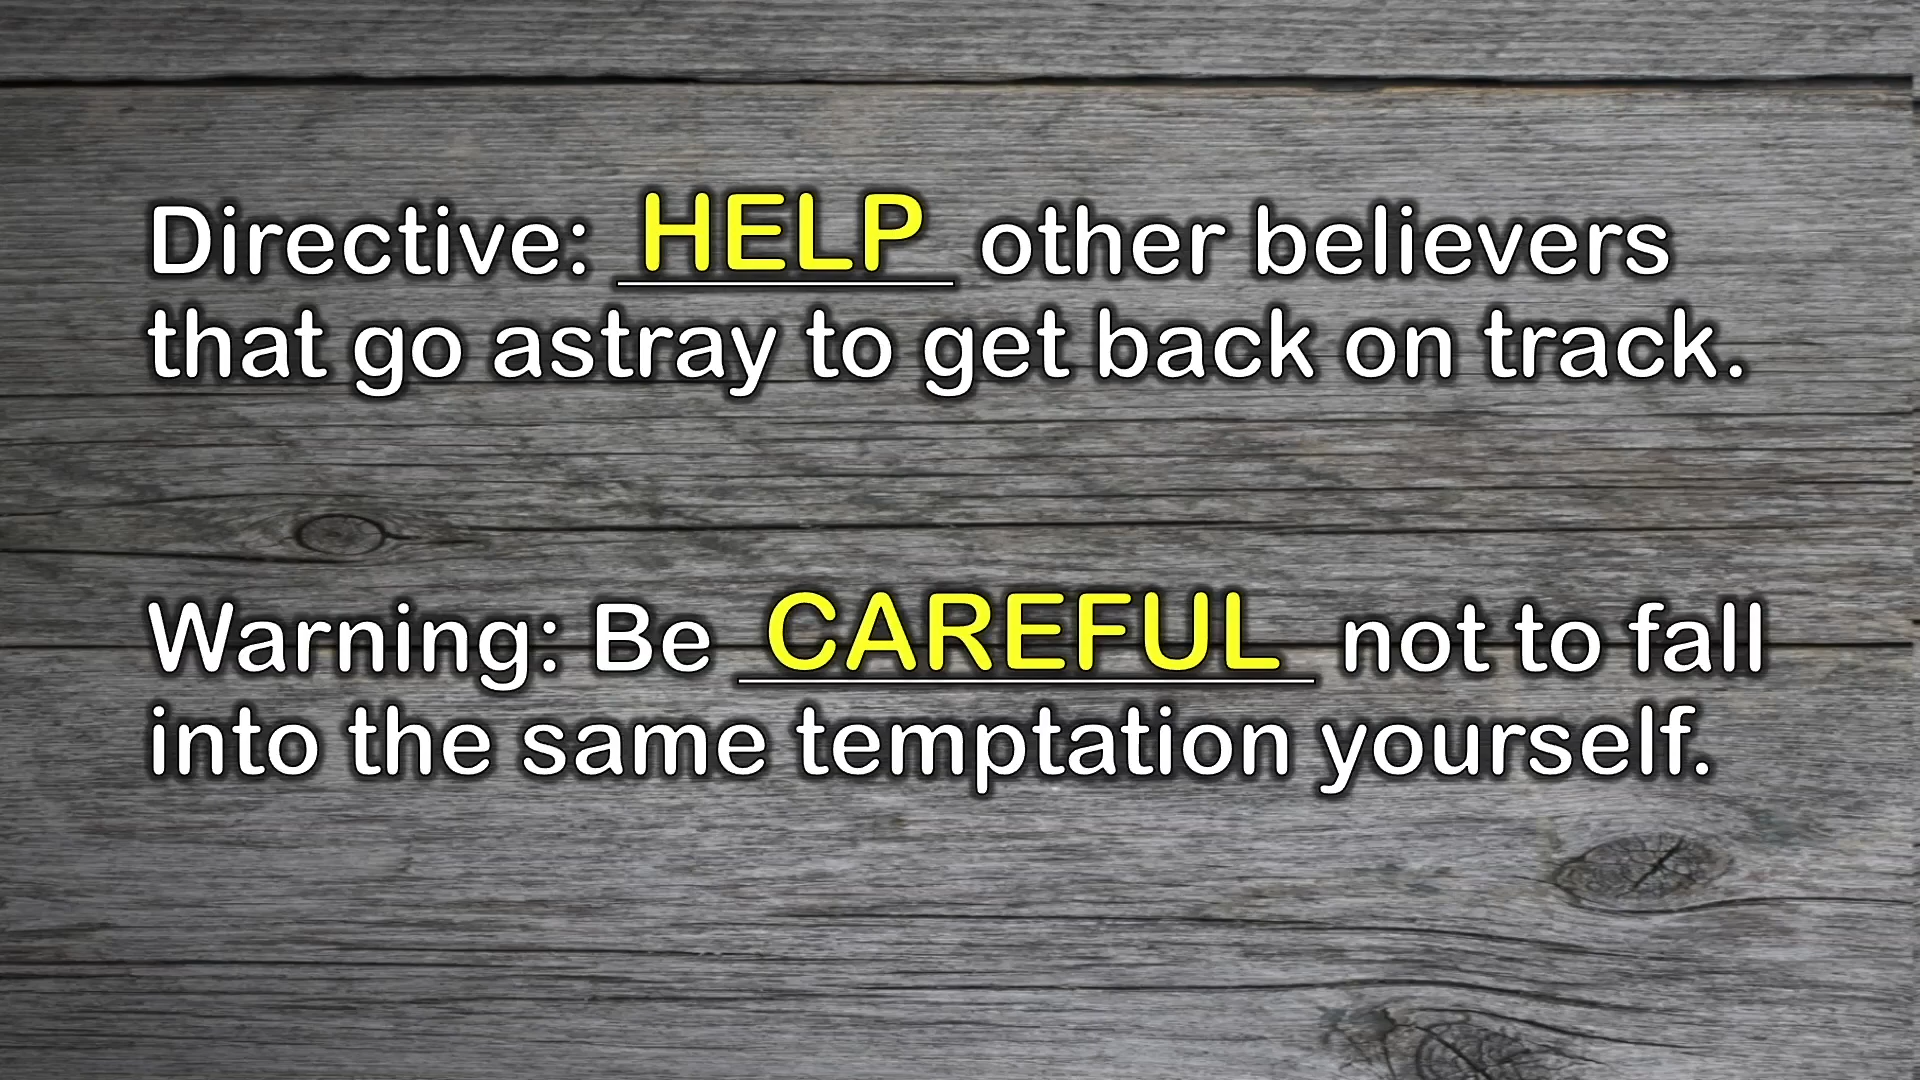 Directive: HELP other believers
that go astray to get back on track.
Warning: Be CAREFUL not to fall
into the same temptation yourself.